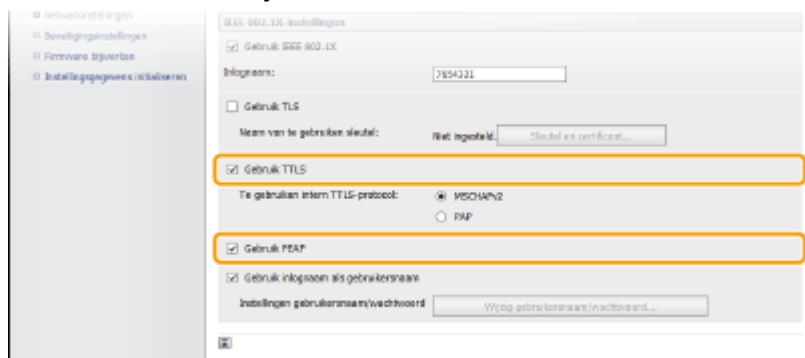 Netwerkinstellingen
Beveiligingsinstellingen
Firmware bijwerken
Instellingsgegevens initialiseren
IEEE 802.1X-instellingen
Gebruik IEEE 802.1X
Inlognaam:
7654321
Gebruik TLS
Naam van te gebruiken sleutel:
Niet ingesteld.
Sleutel en certificaat...
Gebruik TTLS
Te gebruiken intern TTLS-protocol:
MSCHAPv2
PAP
Gebruik PEAP
Gebruik inlognaam als gebruikersnaam
Instellingen gebruikersnaam/wachtwoord
Wijzig gebruikersnaam/wachtwoord...